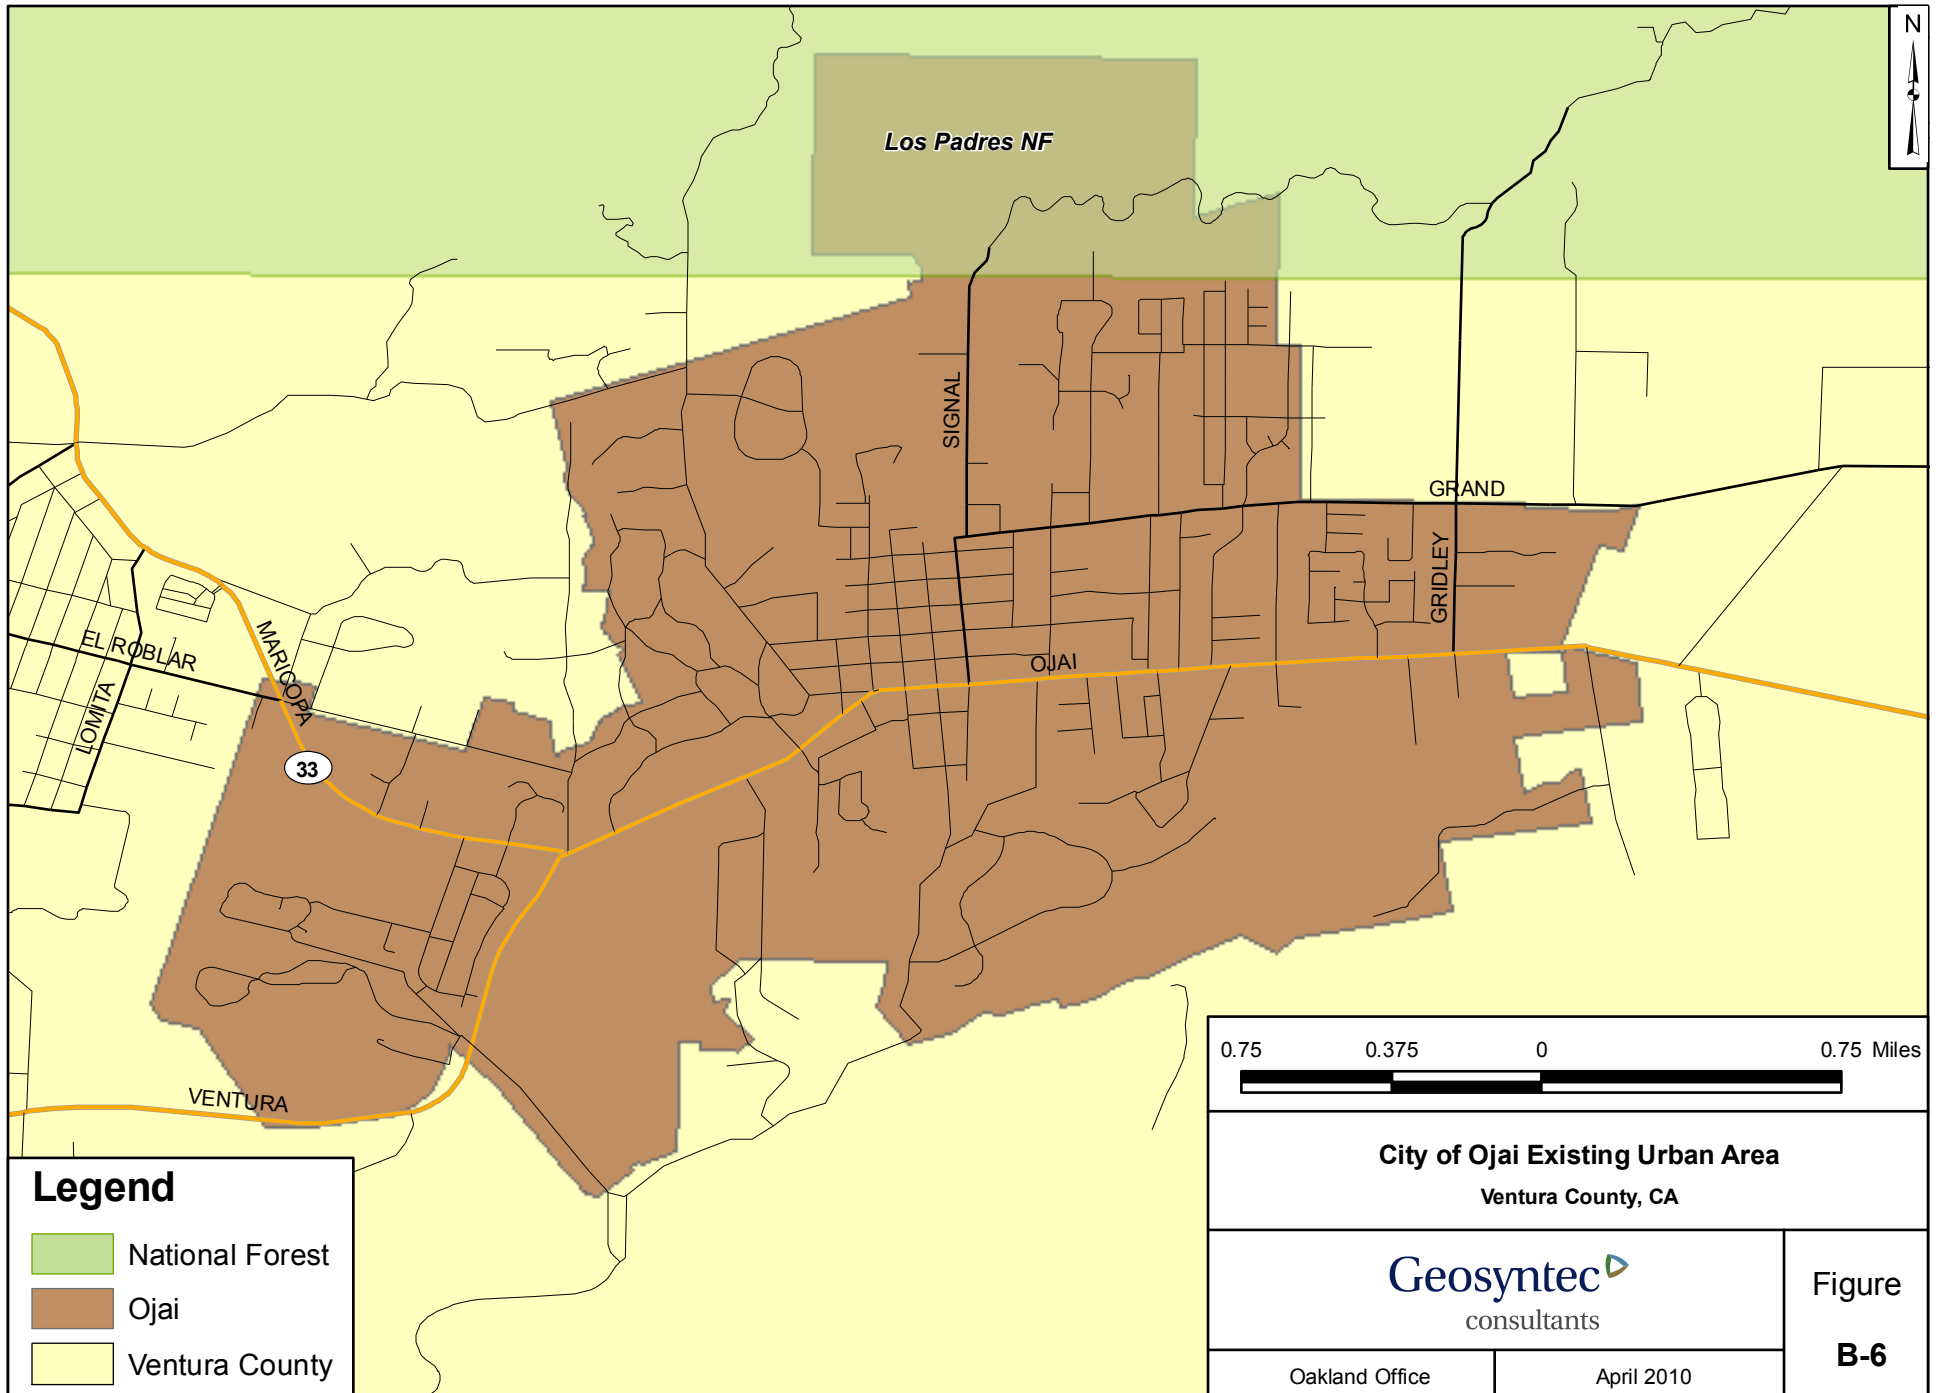 N
Los Padres NF
SIGNAL
GRAND
GRIDLEY
EL ROBLAR
MARICOPA
LOMITA
OJAI
33
VENTURA
0.75 0.375 0 0.75 Miles
City of Ojai Existing Urban Area
Ventura County, CA
Geosyntec
consultants
Figure
B-6
Oakland Office
April 2010
Legend
National Forest
Ojai
Ventura County